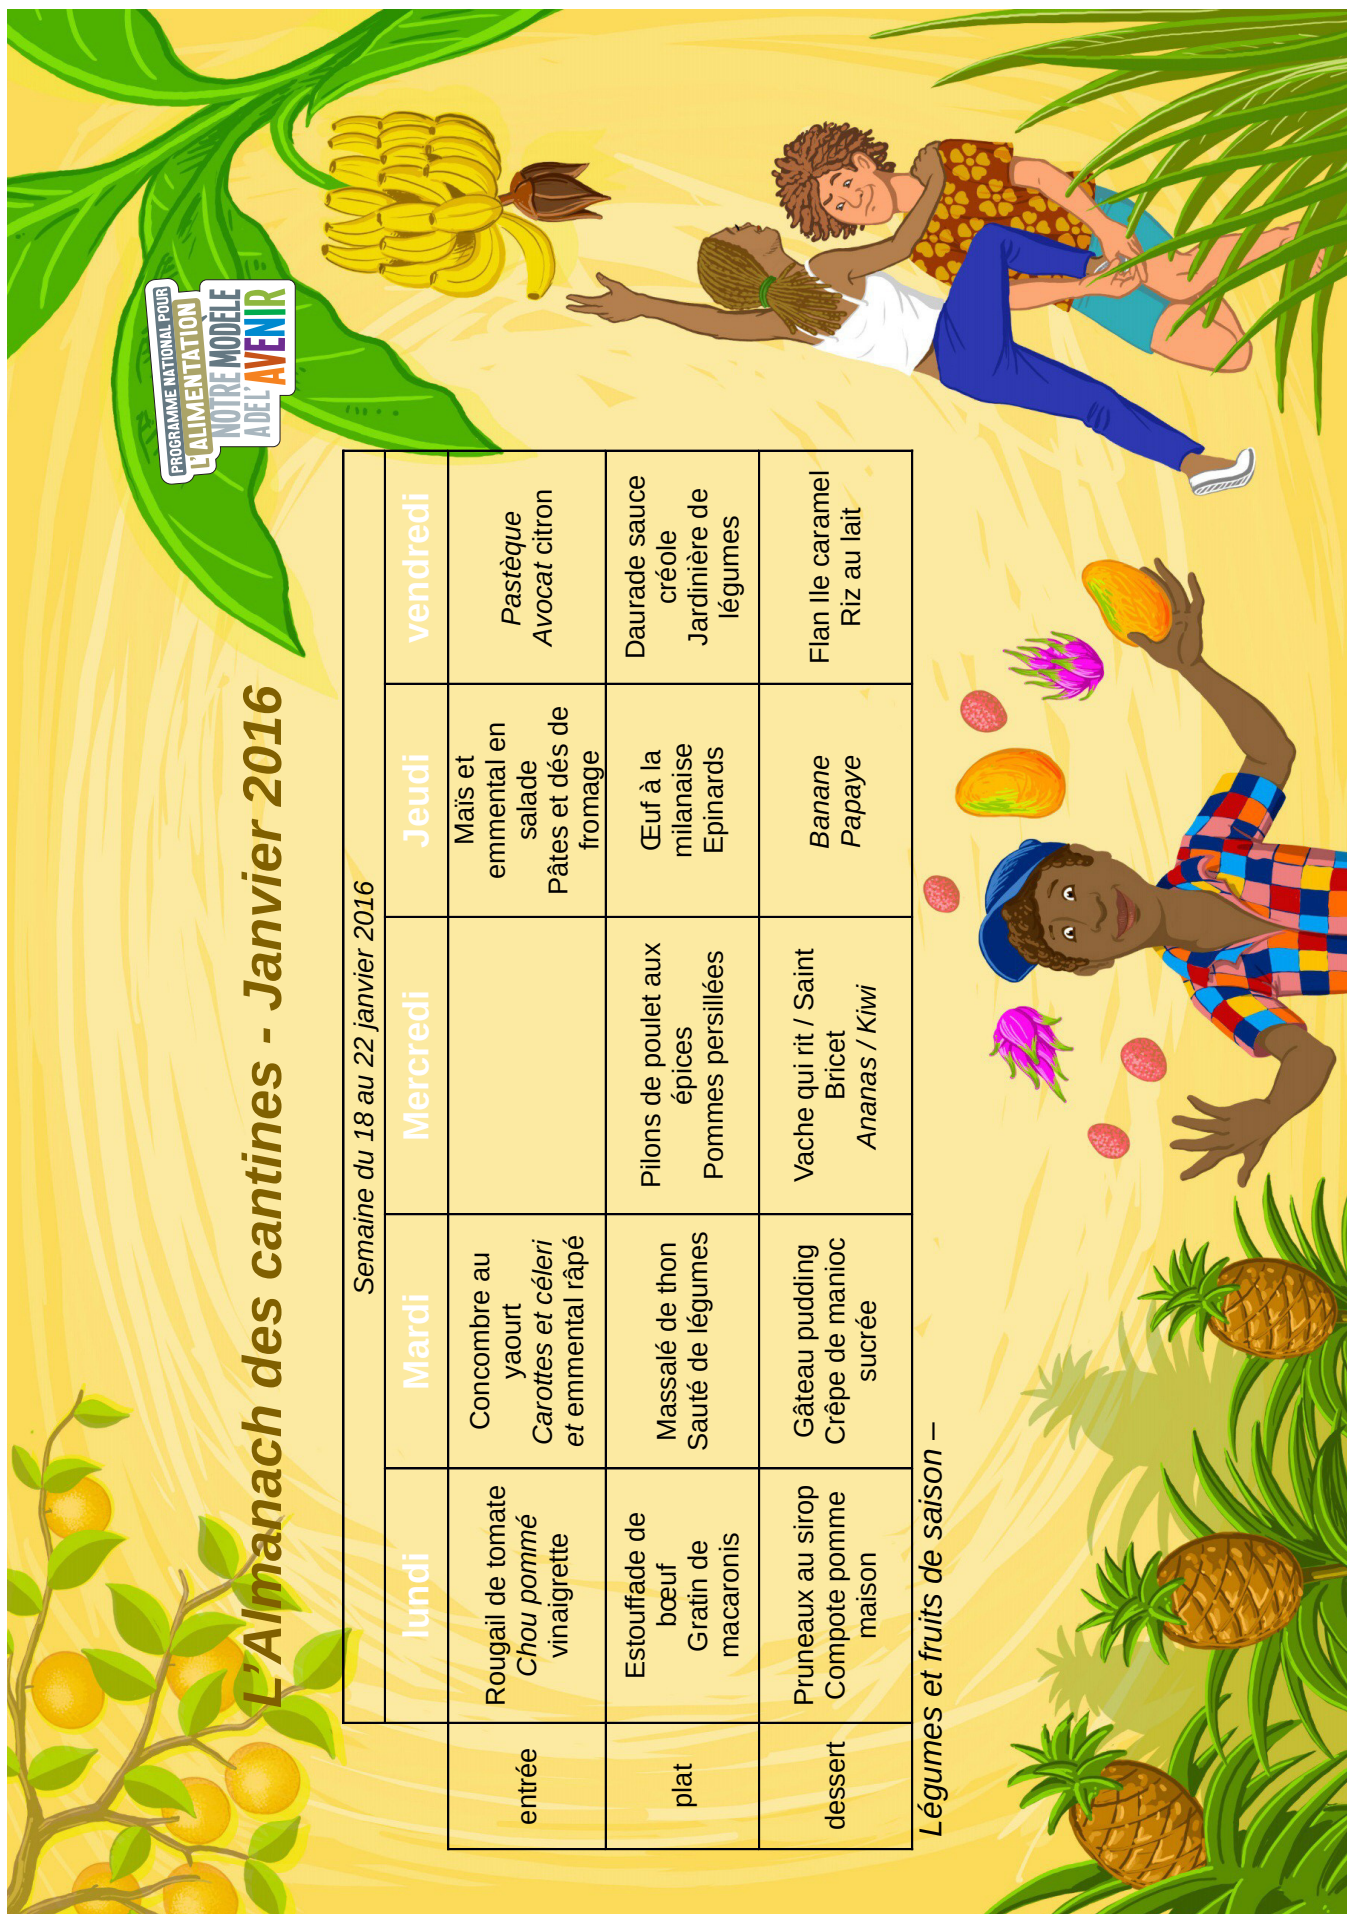 PROGRAMME NATIONAL POUR
L'ALIMENTATION
NOTRE MODÈLE
A DE L'AVENIR
L'Almanach des cantines - Janvier 2016
Semaine du 18 au 22 janvier 2016
lundi
Mardi
Mercredi
Jeudi
vendredi
entrée
Rougail de tomate
Chou pommé
vinaigrette
Concombre au
yaourt
Carottes et céleri
et emmental râpé
Maïs et
emmental en
salade
Pâtes et dés de
fromage
Pastèque
Avocat citron
plat
Estouffade de
bœuf
Gratin de
macaronis
Massalé de thon
Sauté de légumes
Pilons de poulet aux
épices
Pommes persillées
Œuf à la
milanaise
Epinards
Daurade sauce
créole
Jardinière de
légumes
dessert
Pruneaux au sirop
Compote pomme
maison
Gâteau pudding
Crêpe de manioc
sucrée
Vache qui rit / Saint
Bricet
Ananas / Kiwi
Banane
Papaye
Flan Ile caramel
Riz au lait
Légumes et fruits de saison –